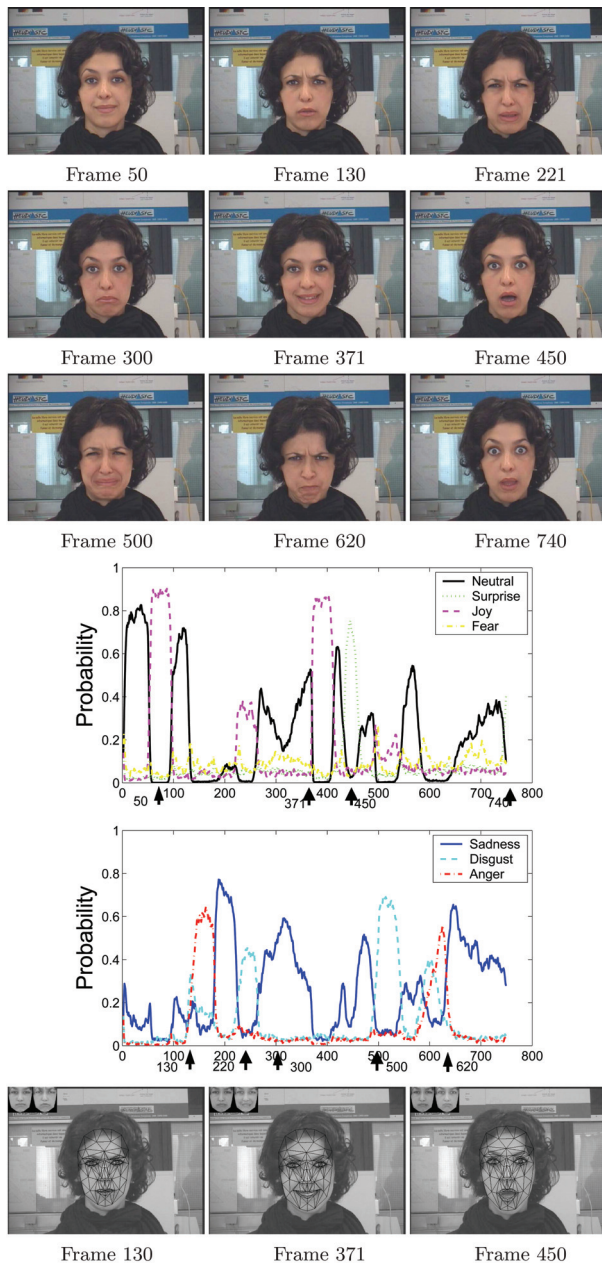 Frame 50 Frame 130 Frame 221
Frame 300 Frame 371 Frame 450
Frame 500 Frame 620 Frame 740
1
0.8
0.6
0.4
0.2
0
Probability
Neutral
Surprise
Joy
Fear
0 100 200 300 400 500 600 700 800
50 371 450 740
1
0.8
0.6
0.4
0.2
0
Probability
Sadness
Disgust
Anger
0 100 200 300 400 500 600 700 800
130 220 300 500 620
Frame 130 Frame 371 Frame 450